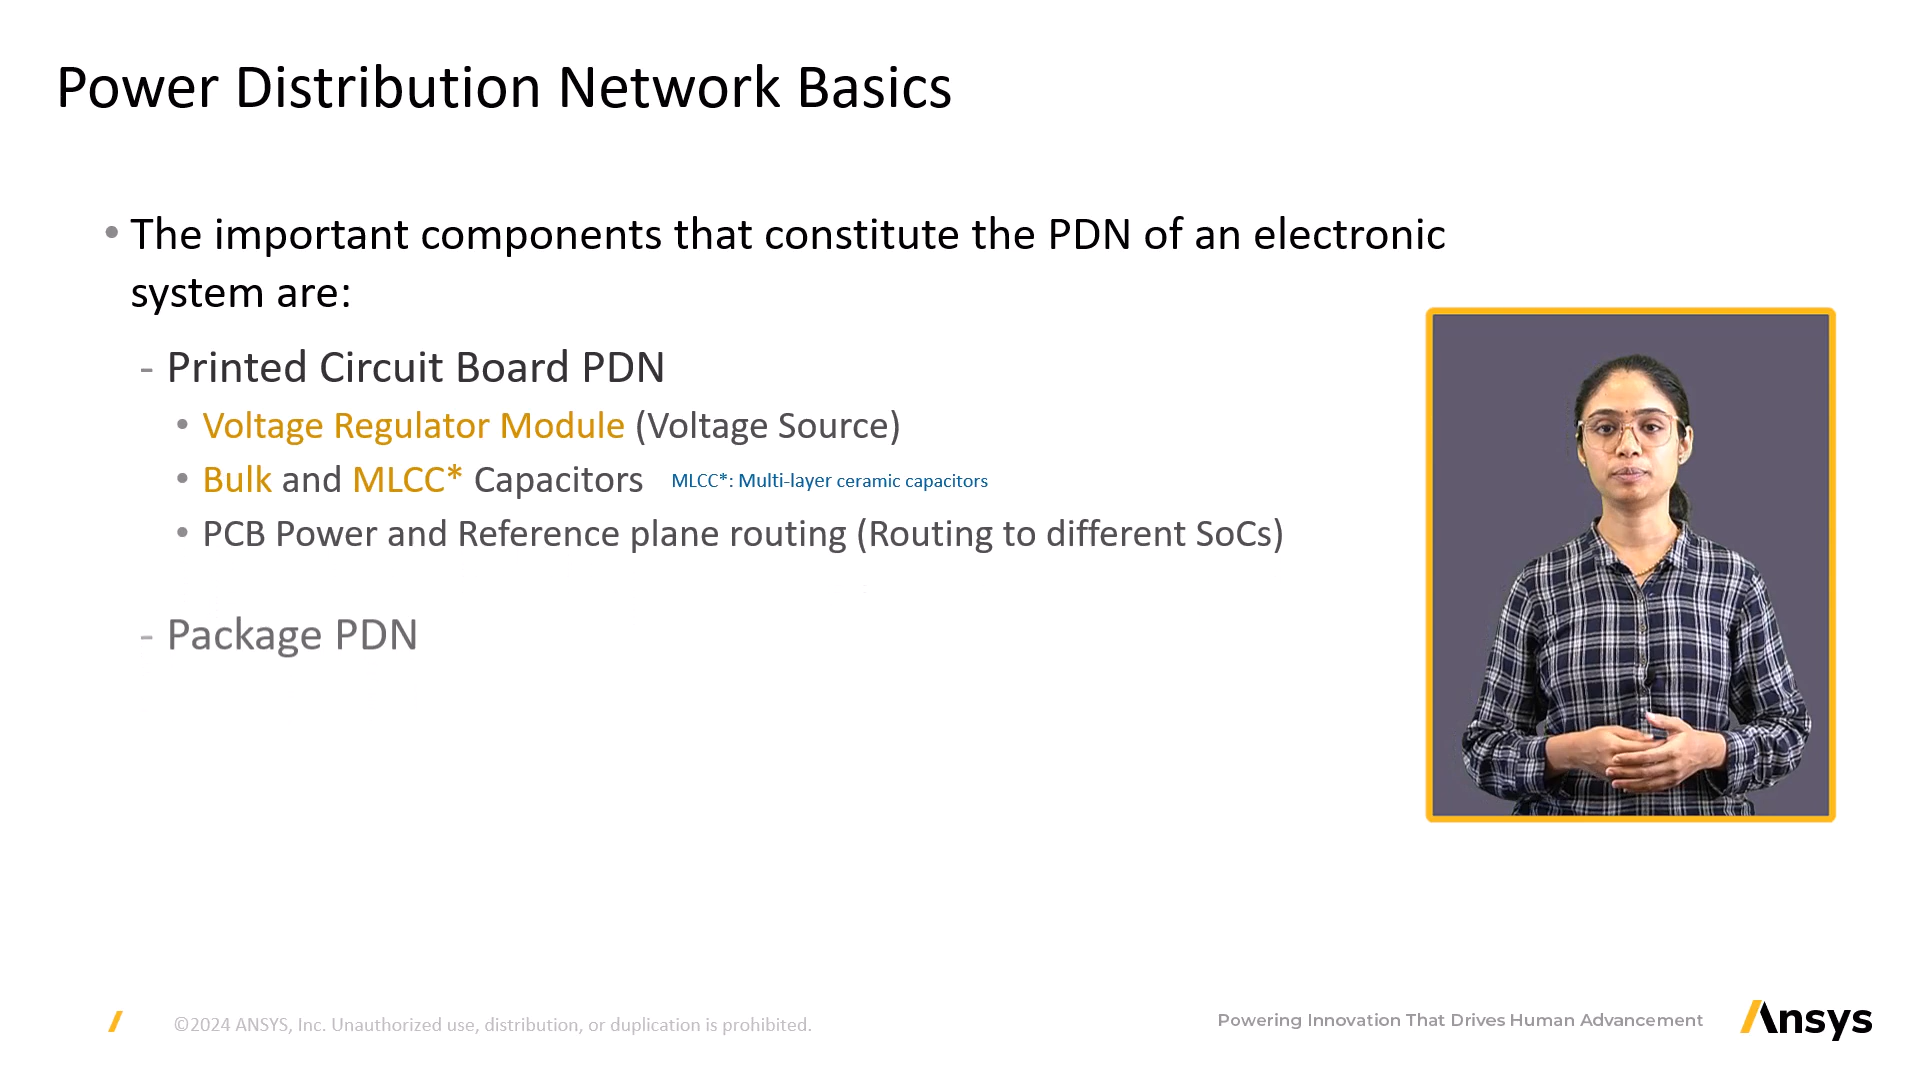 Power Distribution Network Basics
• The important components that constitute the PDN of an electronic
system are:
- Printed Circuit Board PDN
• Voltage Regulator Module (Voltage Source)
• Bulk and MLCC* Capacitors MLCC*: Multi-layer ceramic capacitors
• PCB Power and Reference plane routing (Routing to different SoCs)
- Package PDN
©2024 ANSYS, Inc. Unauthorized use, distribution, or duplication is prohibited.
Powering Innovation That Drives Human Advancement
Ansys